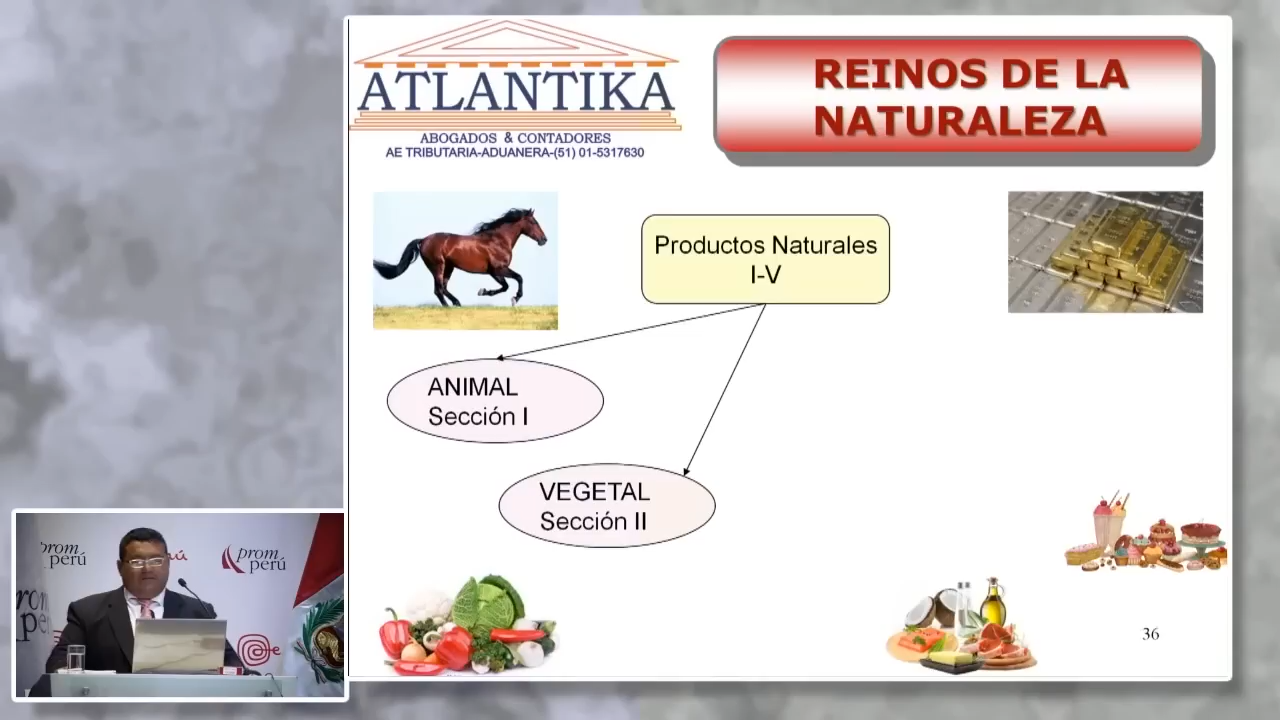 ATLANTIKA
ABOGADOS & CONTADORES
AE TRIBUTARIA-ADUANERA-(51) 01-5317630
REINOS DE LA
NATURALEZA
Productos Naturales
I-V
ANIMAL
Sección I
VEGETAL
Sección II
36
prom
perú
prom
perú